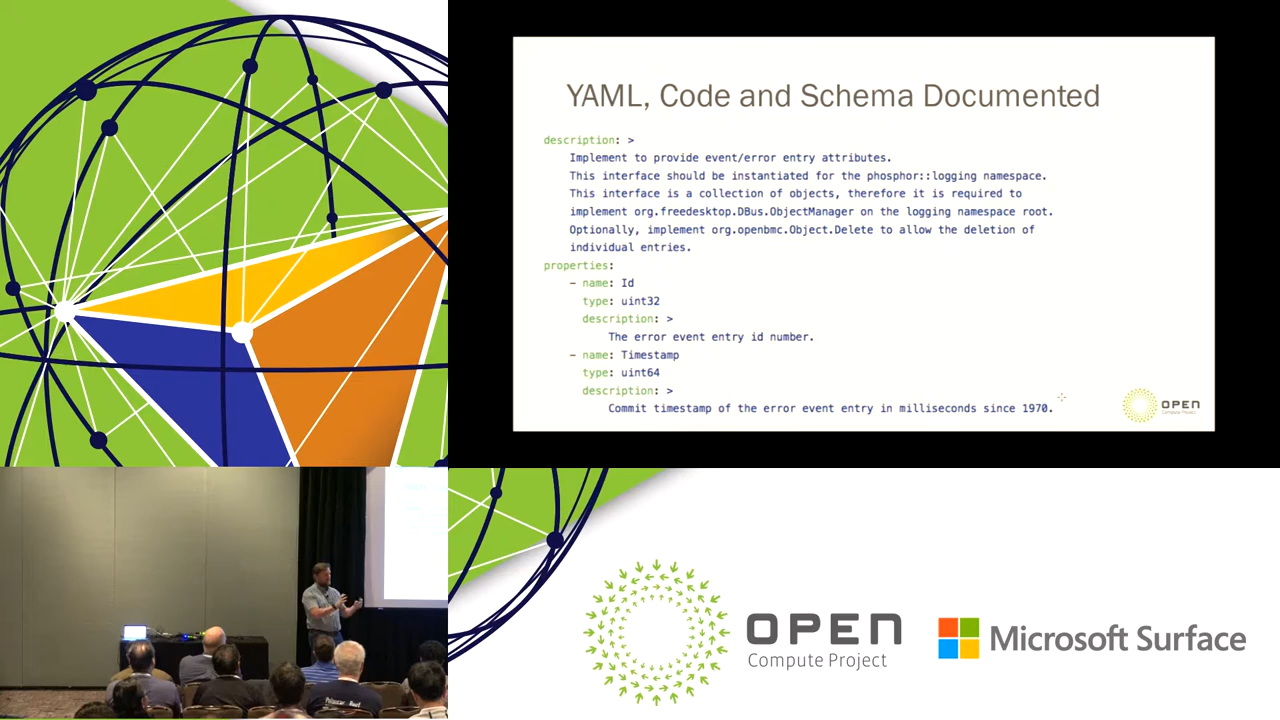 YAML, Code and Schema Documented
description: >
Implement to provide event/error entry attributes.
This interface should be instantiated for the phosphor::logging namespace.
This interface is a collection of objects, therefore it is required to
implement org.freedesktop.DBus.ObjectManager on the logging namespace root.
Optionally, implement org.openbmc.Object.Delete to allow the deletion of
individual entries.
properties:
- name: Id
type: uint32
description: >
The error event entry id number.
- name: Timestamp
type: uint64
description: >
Commit timestamp of the error event entry in milliseconds since 1970.
OPEN
Compute Project
OPEN
Compute Project
Microsoft Surface